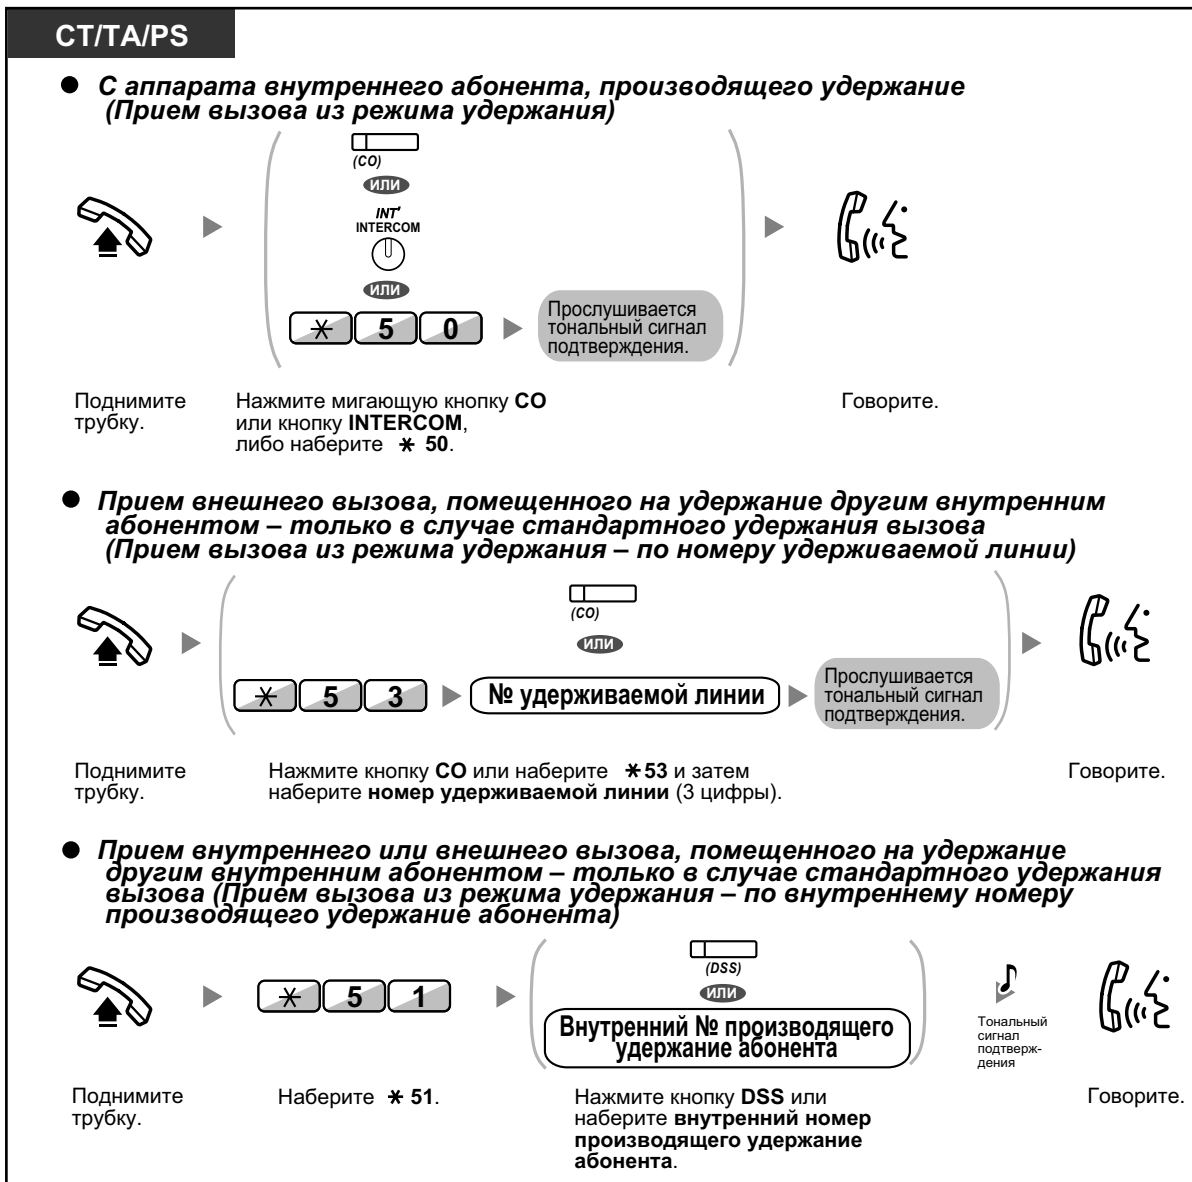 CT/TA/PS
● С аппарата внутреннего абонента, производящего удержание
(Прием вызова из режима удержания)
(CO)
ИЛИ
INT'
INTERCOM
ИЛИ
* 5 0
Прослушивается
тональный сигнал
подтверждения.
Поднимите
трубку.
Нажмите мигающую кнопку CO
или кнопку INTERCOM,
либо наберите * 50.
Говорите.
● Прием внешнего вызова, помещенного на удержание другим внутренним
абонентом – только в случае стандартного удержания вызова
(Прием вызова из режима удержания – по номеру удерживаемой линии)
(CO)
ИЛИ
* 5 3
№ удерживаемой линии
Прослушивается
тональный сигнал
подтверждения.
Поднимите
трубку.
Нажмите кнопку CO или наберите *53 и затем
наберите номер удерживаемой линии (3 цифры).
Говорите.
● Прием внутреннего или внешнего вызова, помещенного на удержание
другим внутренним абонентом – только в случае стандартного удержания
вызова (Прием вызова из режима удержания – по внутреннему номеру
производящего удержание абонента)
* 5 1
(DSS)
ИЛИ
Внутренний № производящего
удержание абонента
Тональный
сигнал
подтверж-
дения
Поднимите
трубку.
Наберите * 51.
Нажмите кнопку DSS или
наберите внутренний номер
производящего удержание
абонента.
Говорите.